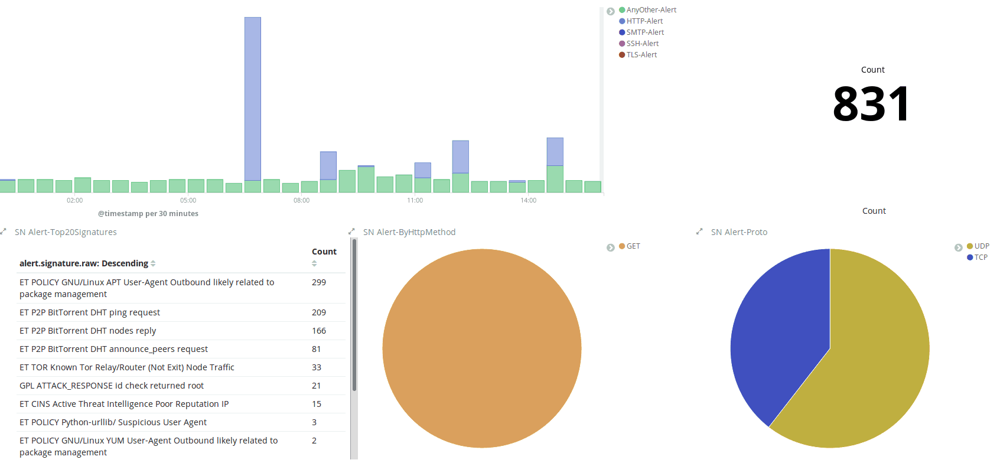 AnyOther-Alert
HTTP-Alert
SMTP-Alert
SSH-Alert
TLS-Alert
Count
831
Count
02:00
05:00
08:00
11:00
14:00
@timestamp per 30 minutes
SN Alert-Top20Signatures
alert.signature.raw: Descending
Count
ET POLICY GNU/Linux APT User-Agent Outbound likely related to
package management
299
ET P2P BitTorrent DHT ping request
209
ET P2P BitTorrent DHT nodes reply
166
ET P2P BitTorrent DHT announce_peers request
81
ET TOR Known Tor Relay/Router (Not Exit) Node Traffic
33
GPL ATTACK_RESPONSE id check returned root
21
ET CINS Active Threat Intelligence Poor Reputation IP
15
ET POLICY Python-urllib/ Suspicious User Agent
3
ET POLICY GNU/Linux YUM User-Agent Outbound likely related to
package management
2
SN Alert-ByHttpMethod
GET
SN Alert-Proto
UDP
TCP